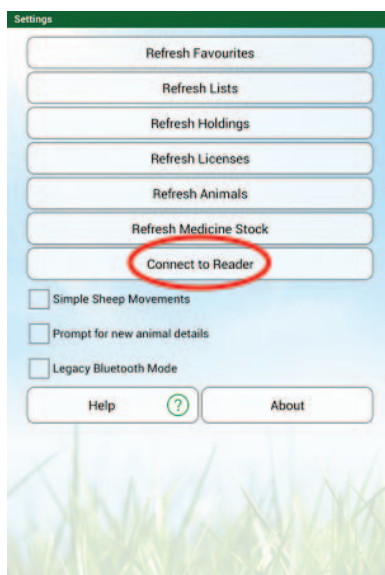 Settings
Refresh Favourites
Refresh Lists
Refresh Holdings
Refresh Licenses
Refresh Animals
Refresh Medicine Stock
Connect to Reader
Simple Sheep Movements
Prompt for new animal details
Legacy Bluetooth Mode
Help ? About